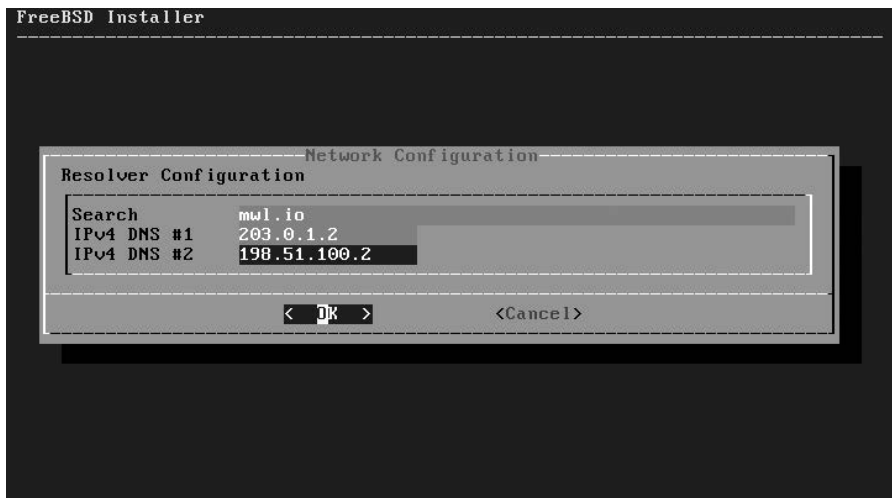 FreeBSD Installer
Network Configuration
Resolver Configuration
Search mwl.io
IPv4 DNS #1 203.0.1.2
IPv4 DNS #2 198.51.100.2
< OK > <Cancel>